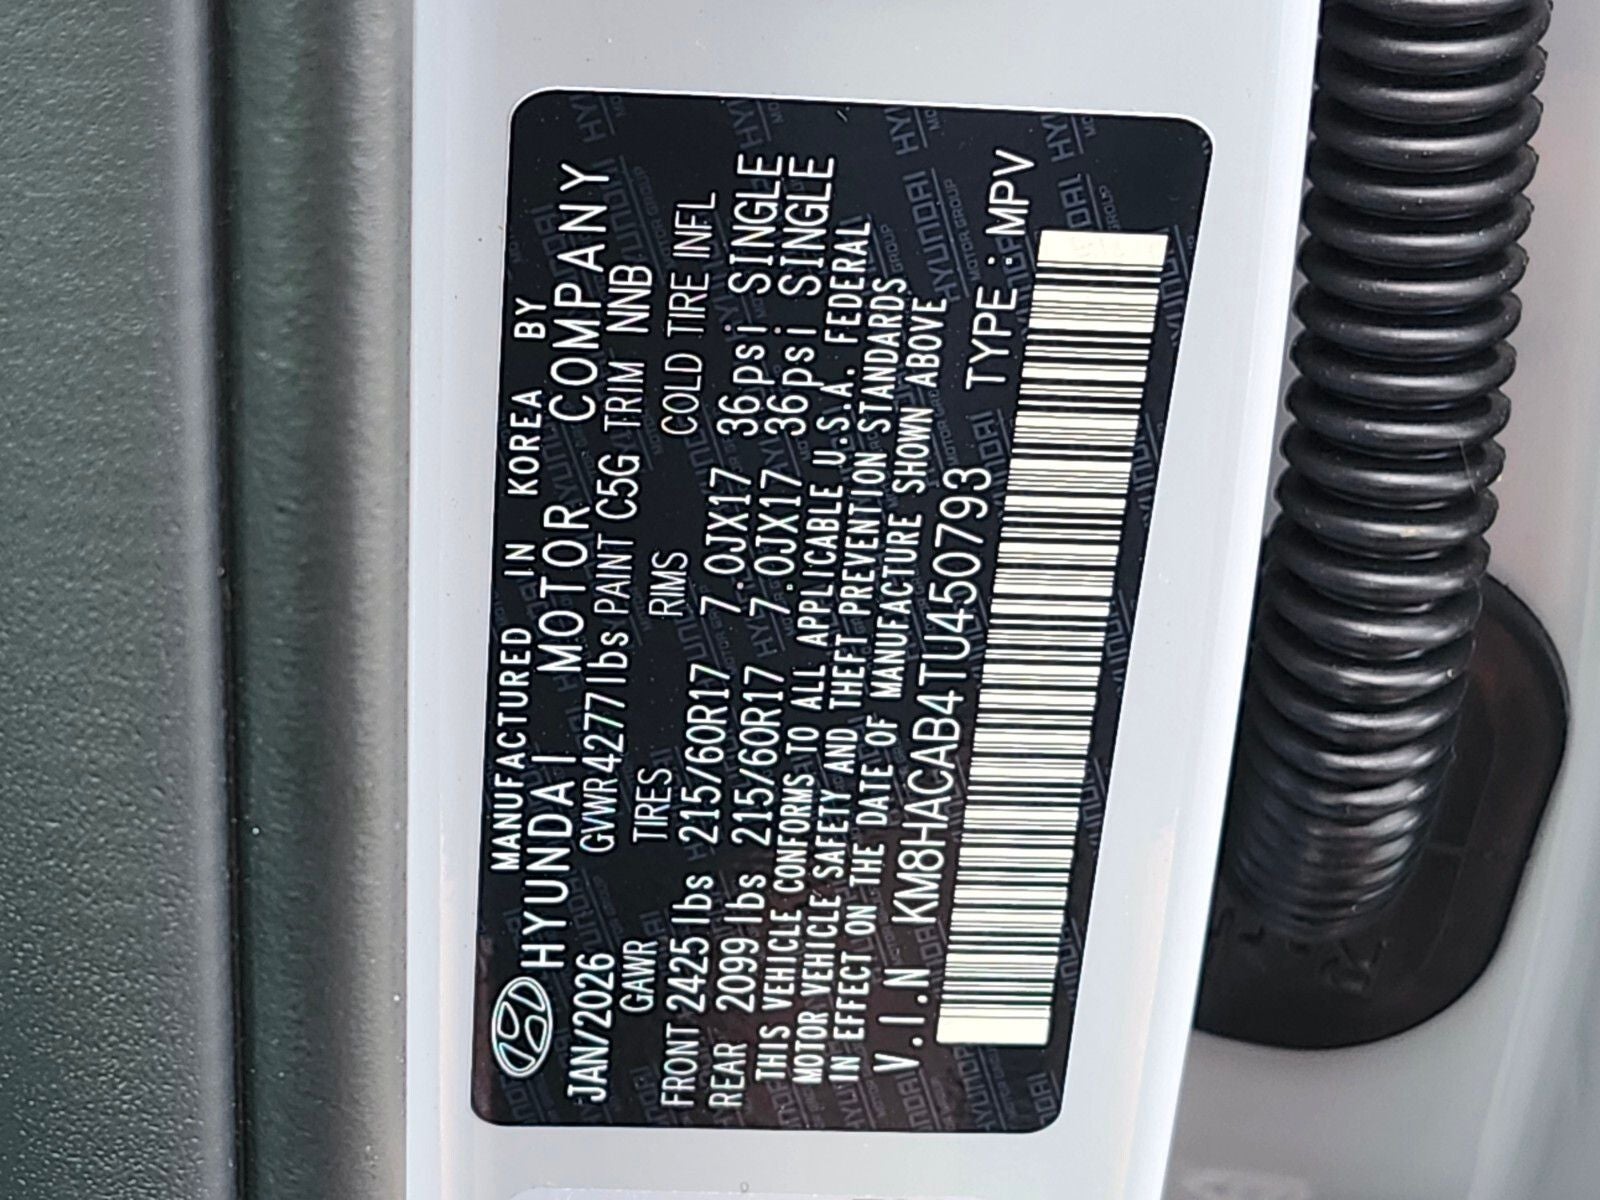 MANUFACTURED IN KOREA BY
HYUNDAI MOTOR COMPANY
JAN/2026 GVWR4277lbs PAINT C5G TRIM NNB
GAWR TIRES RIMS COLD TIRE INFL
FRONT 2425lbs 215/60R17 7.0JX17 36psi SINGLE
REAR 2099lbs 215/60R17 7.0JX17 36psi SINGLE
THIS VEHICLE CONFORMS TO ALL APPLICABLE U.S.A. FEDERAL
MOTOR VEHICLE SAFETY AND THEFT PREVENTION STANDARDS
IN EFFECT ON THE DATE OF MANUFACTURE SHOWN ABOVE
V.I.N KM8HACAB4TU450793 TYPE:MPV